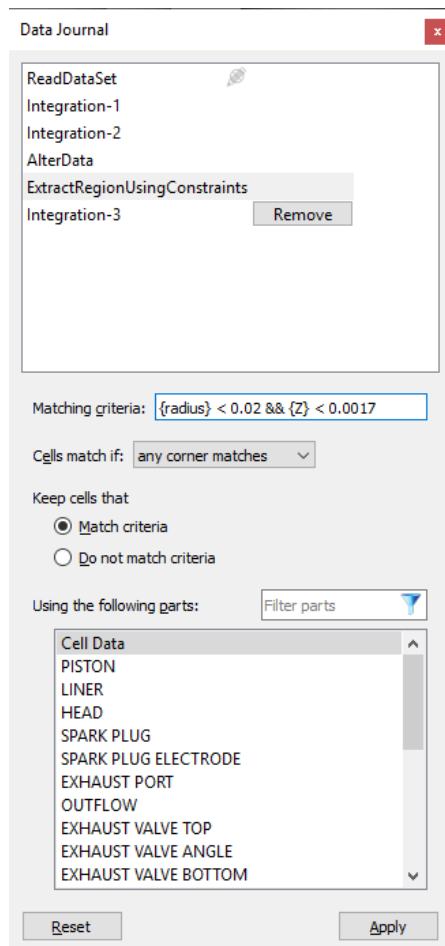 Data Journal
x
ReadDataSet
Integration-1
Integration-2
AlterData
ExtractRegionUsingConstraints
Integration-3 Remove
Matching criteria: {radius} < 0.02 && {Z} < 0.0017
Cells match if: any corner matches
Keep cells that
Match criteria
Do not match criteria
Using the following parts: Filter parts
Cell Data
PISTON
LINER
HEAD
SPARK PLUG
SPARK PLUG ELECTRODE
EXHAUST PORT
OUTFLOW
EXHAUST VALVE TOP
EXHAUST VALVE ANGLE
EXHAUST VALVE BOTTOM
Reset Apply